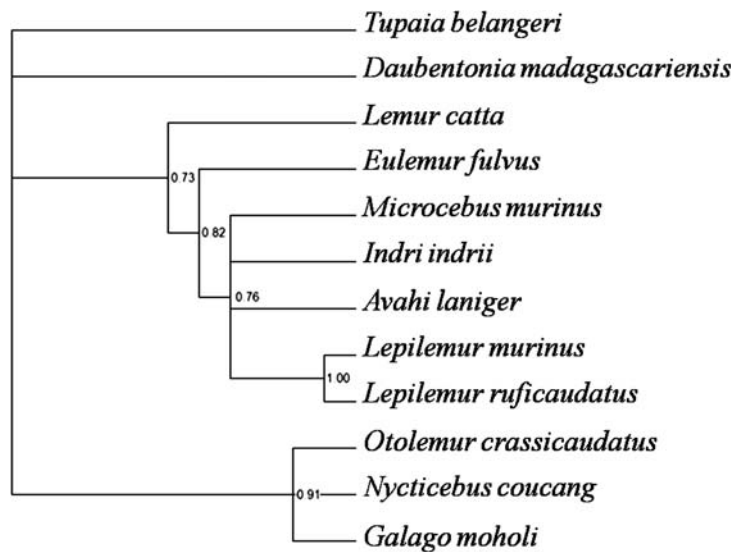 Tupaia belangeri
Daubentonia madagascariensis
Lemur catta
Eulemur fulvus
0.73
Microcebus murinus
0.82
Indri indrii
0.76
Avahi laniger
Lepilemur murinus
1.00
Lepilemur ruficaudatus
Otolemur crassicaudatus
0.91
Nycticebus coucang
Galago moholi